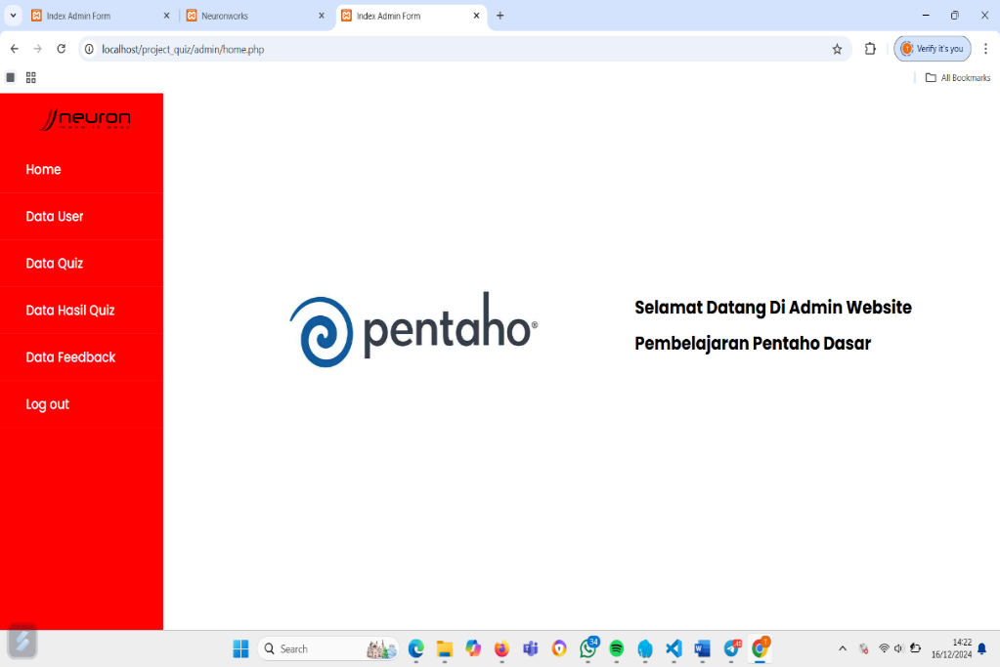 Index Admin Form
Neuronworks
Index Admin Form
localhost/project_quiz/admin/home.php
Verify it's you
All Bookmarks
neuron
Home
Data User
Data Quiz
Data Hasil Quiz
Data Feedback
Log out
pentaho®
Selamat Datang Di Admin Website
Pembelajaran Pentaho Dasar
Search
34
14:22
16/12/2024